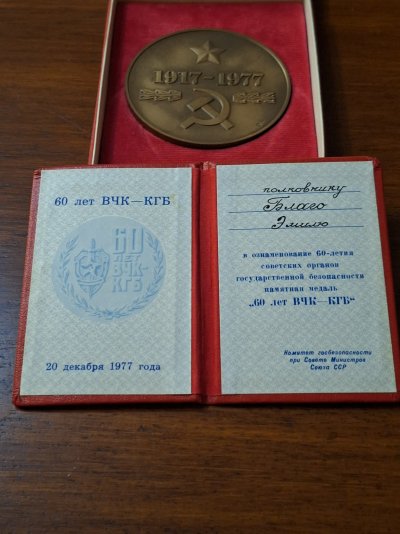 1917-1977
60 лет ВЧК—КГБ
60
ЛЕТ
ВЧК-
КГБ
20 декабря 1977 года
полковнику
Благо
Эмилю
в ознаменование 60-летия
советских органов
государственной безопасности
памятная медаль
„60 лет ВЧК—КГБ“
Комитет госбезопасности
при Совете Министров
Союза ССР